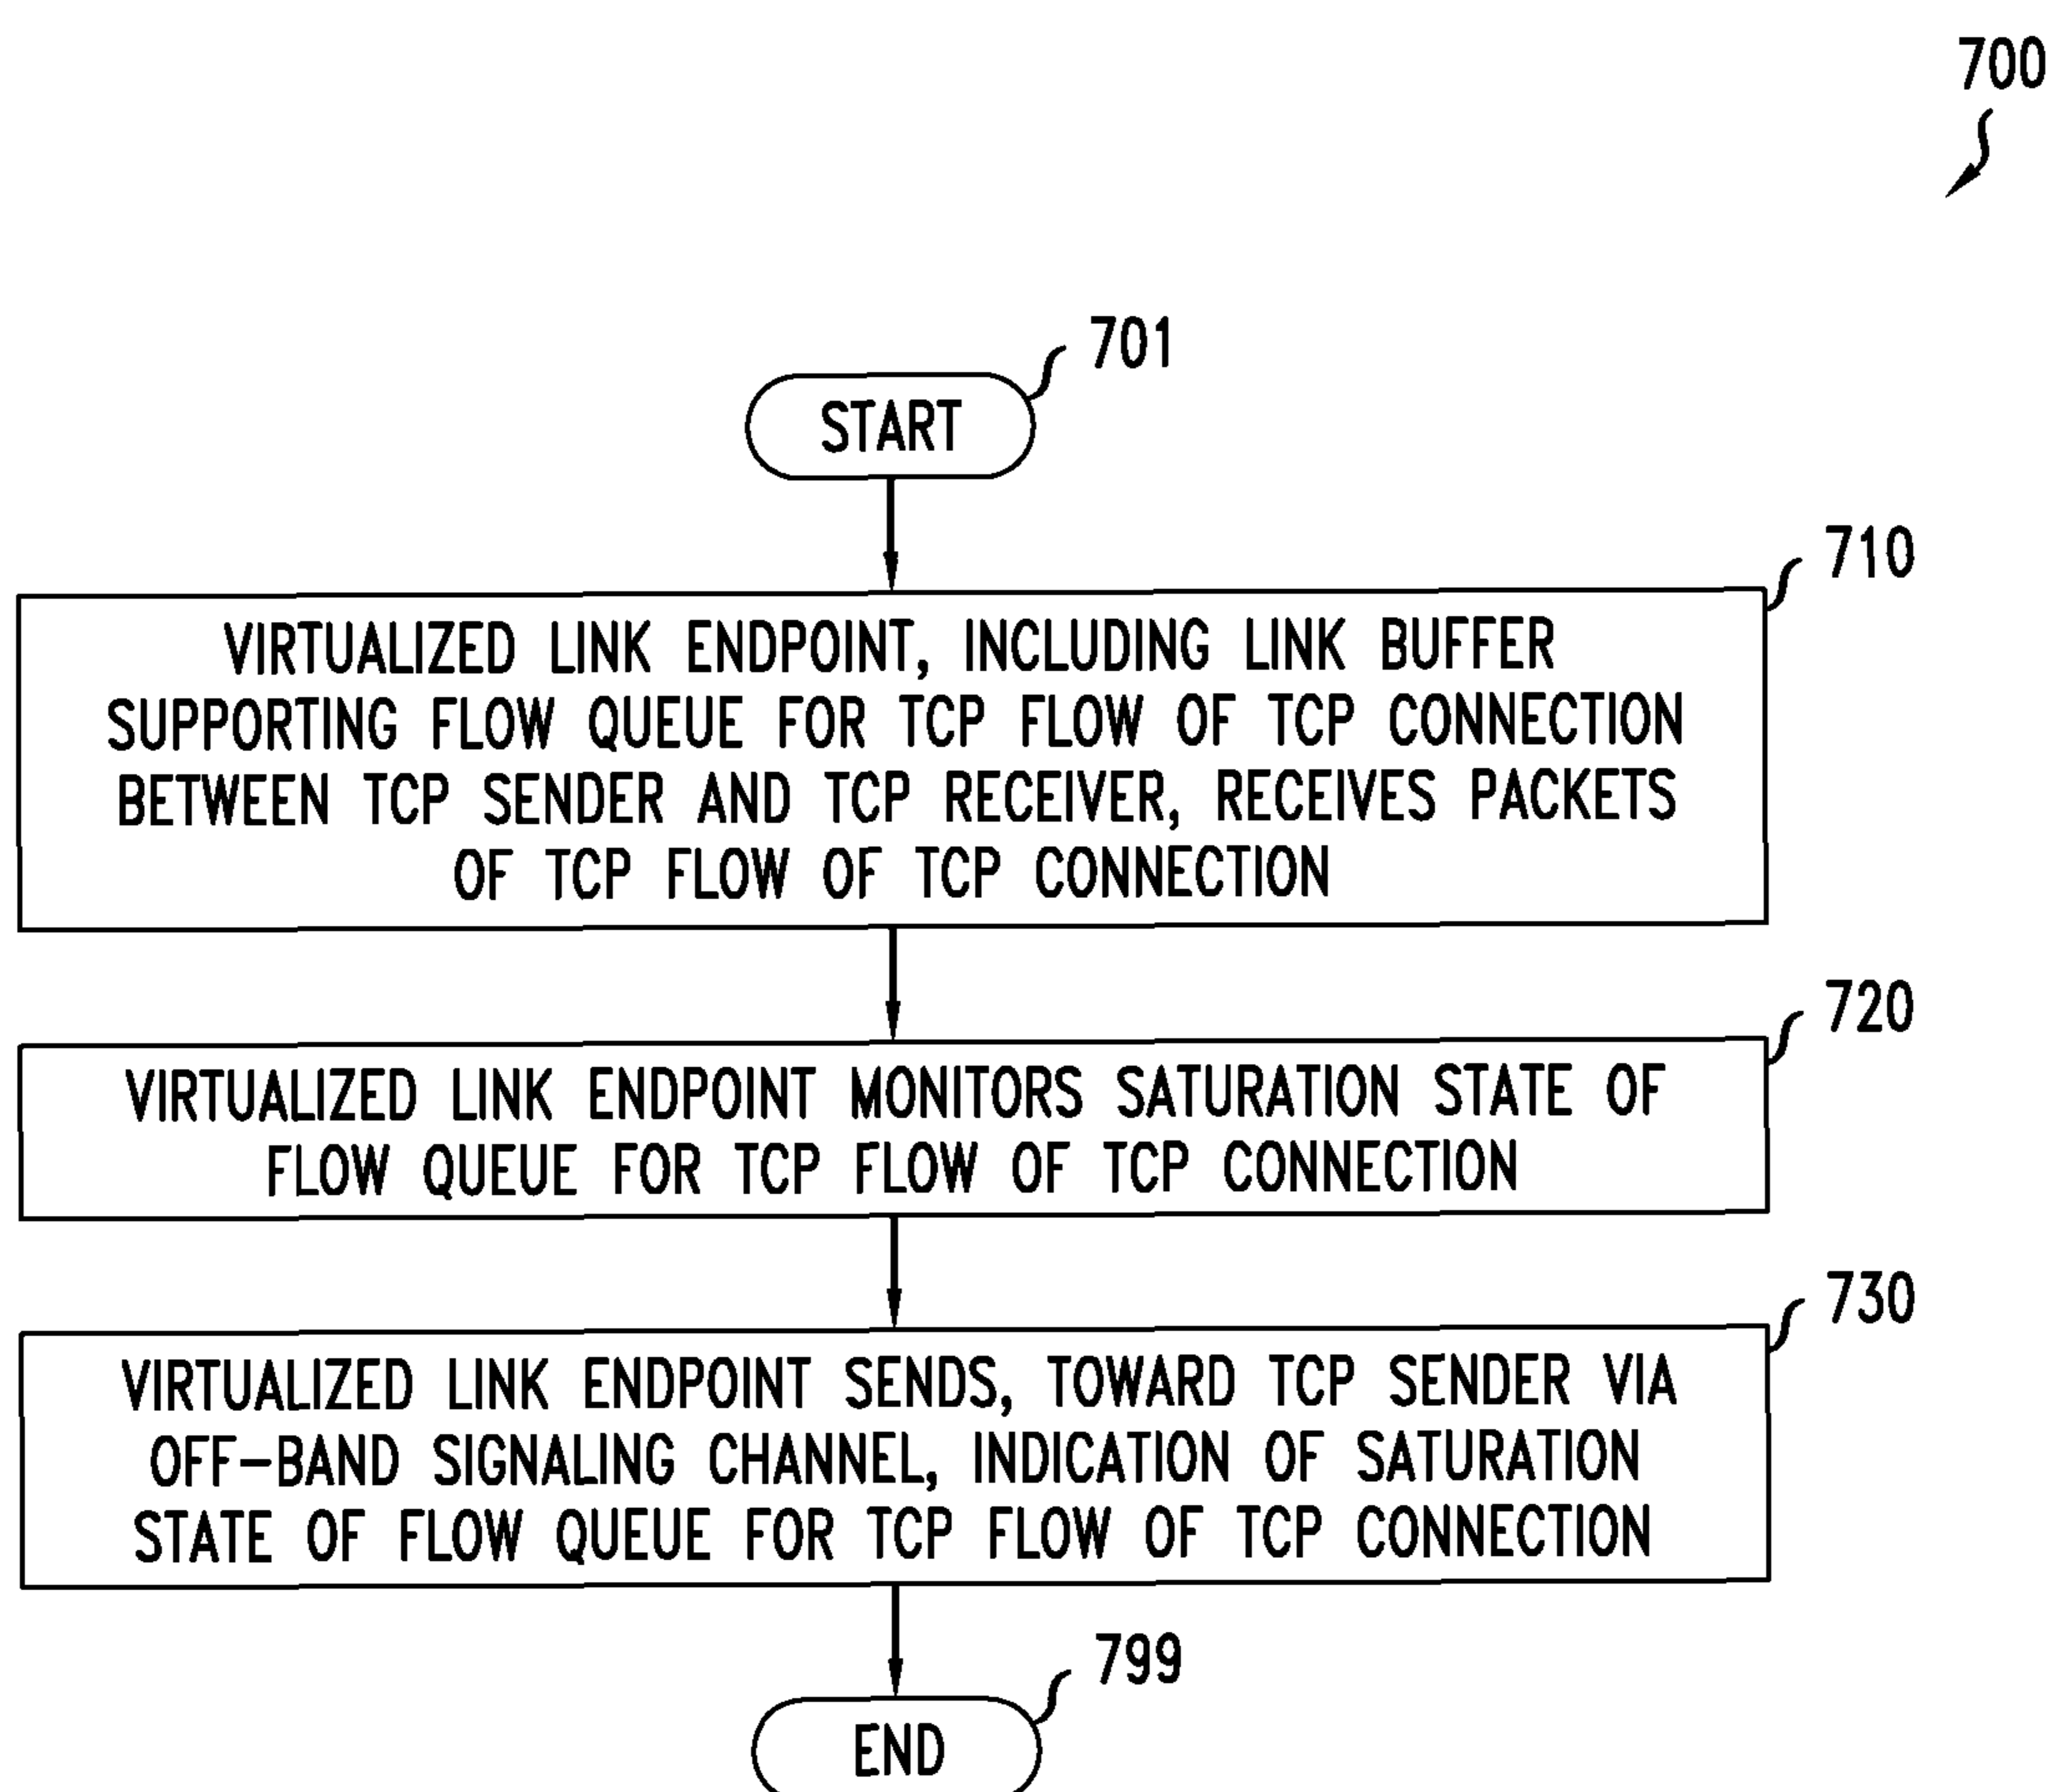 700
701
START
710
VIRTUALIZED LINK ENDPOINT, INCLUDING LINK BUFFER
SUPPORTING FLOW QUEUE FOR TCP FLOW OF TCP CONNECTION
BETWEEN TCP SENDER AND TCP RECEIVER, RECEIVES PACKETS
OF TCP FLOW OF TCP CONNECTION
720
VIRTUALIZED LINK ENDPOINT MONITORS SATURATION STATE OF
FLOW QUEUE FOR TCP FLOW OF TCP CONNECTION
730
VIRTUALIZED LINK ENDPOINT SENDS, TOWARD TCP SENDER VIA
OFF-BAND SIGNALING CHANNEL, INDICATION OF SATURATION
STATE OF FLOW QUEUE FOR TCP FLOW OF TCP CONNECTION
799
END